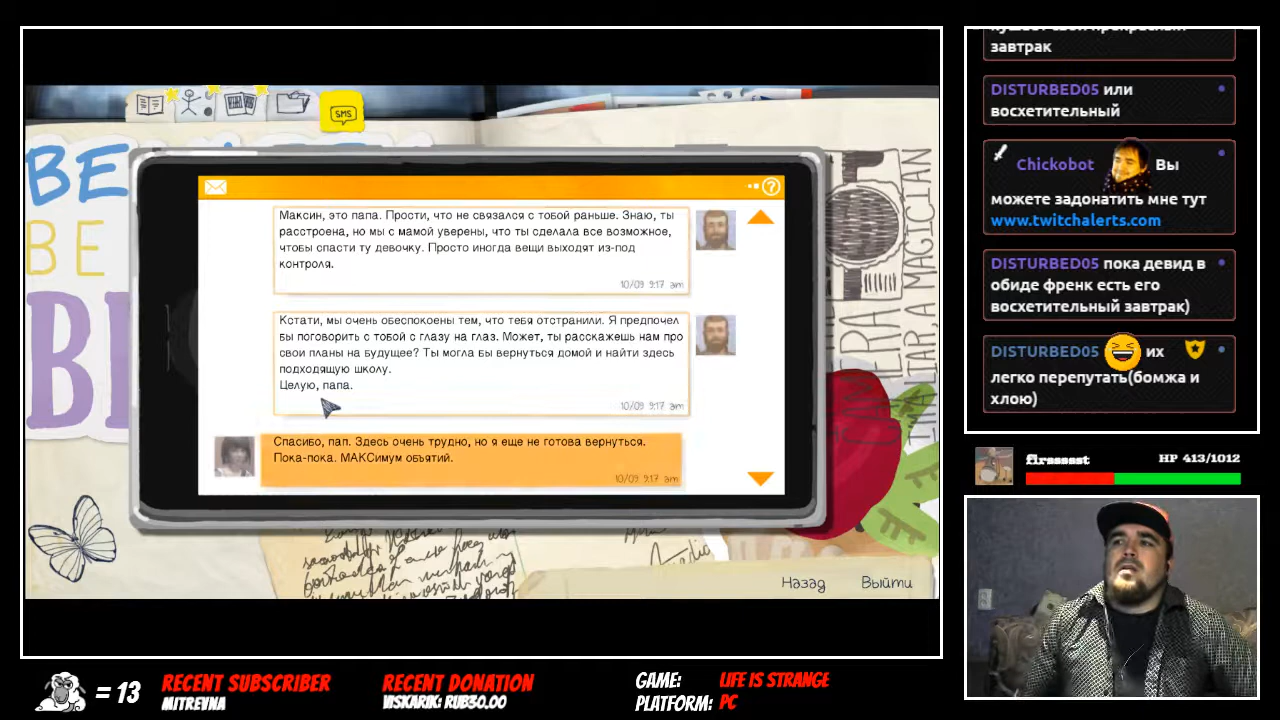 SMS
BE
BE
CAMERA
FAMILIAR, A MAGICIAN
Максин, это папа. Прости, что не связался с тобой раньше. Знаю, ты
расстроена, но мы с мамой уверены, что ты сделала все возможное,
чтобы спасти ту девочку. Просто иногда вещи выходят из-под
контроля.
10/09 9:17 am
Кстати, мы очень обеспокоены тем, что тебя отстранили. Я предпочел
бы поговорить с тобой с глазу на глаз. Может, ты расскажешь нам про
свои планы на будущее? Ты могла бы вернуться домой и найти здесь
подходящую школу.
Целую, папа.
10/09 9:17 am
Спасибо, пап. Здесь очень трудно, но я еще не готова вернуться.
Пока-пока. МАКСимум объятий.
10/09 9:17 am
Назад Выйти
завтрак
DISTURBED05 или
восхетительный
Chickobot Вы
можете задонатить мне тут
www.twitchalerts.com
DISTURBED05 пока девид в
обиде френк есть его
восхетительный завтрак)
DISTURBED05 их
легко перепутать(бомжа и
хлою)
HP 413/1012
= 13
RECENT SUBSCRIBER
MITREVNA
RECENT DONATION
VISKARIK: RUB30.00
GAME: LIFE IS STRANGE
PLATFORM: PC